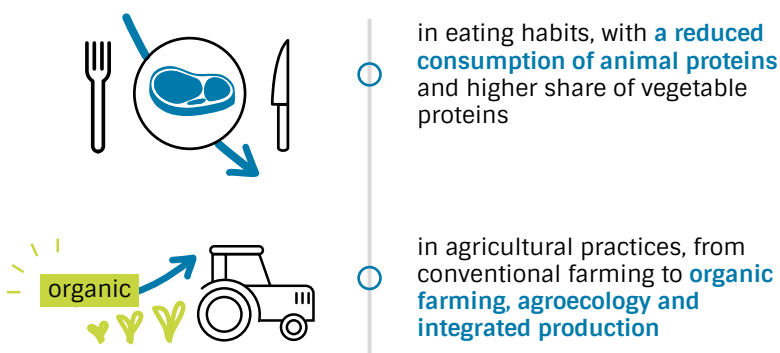 in eating habits, with a reduced
consumption of animal proteins
and higher share of vegetable
proteins
organic
in agricultural practices, from
conventional farming to organic
farming, agroecology and
integrated production